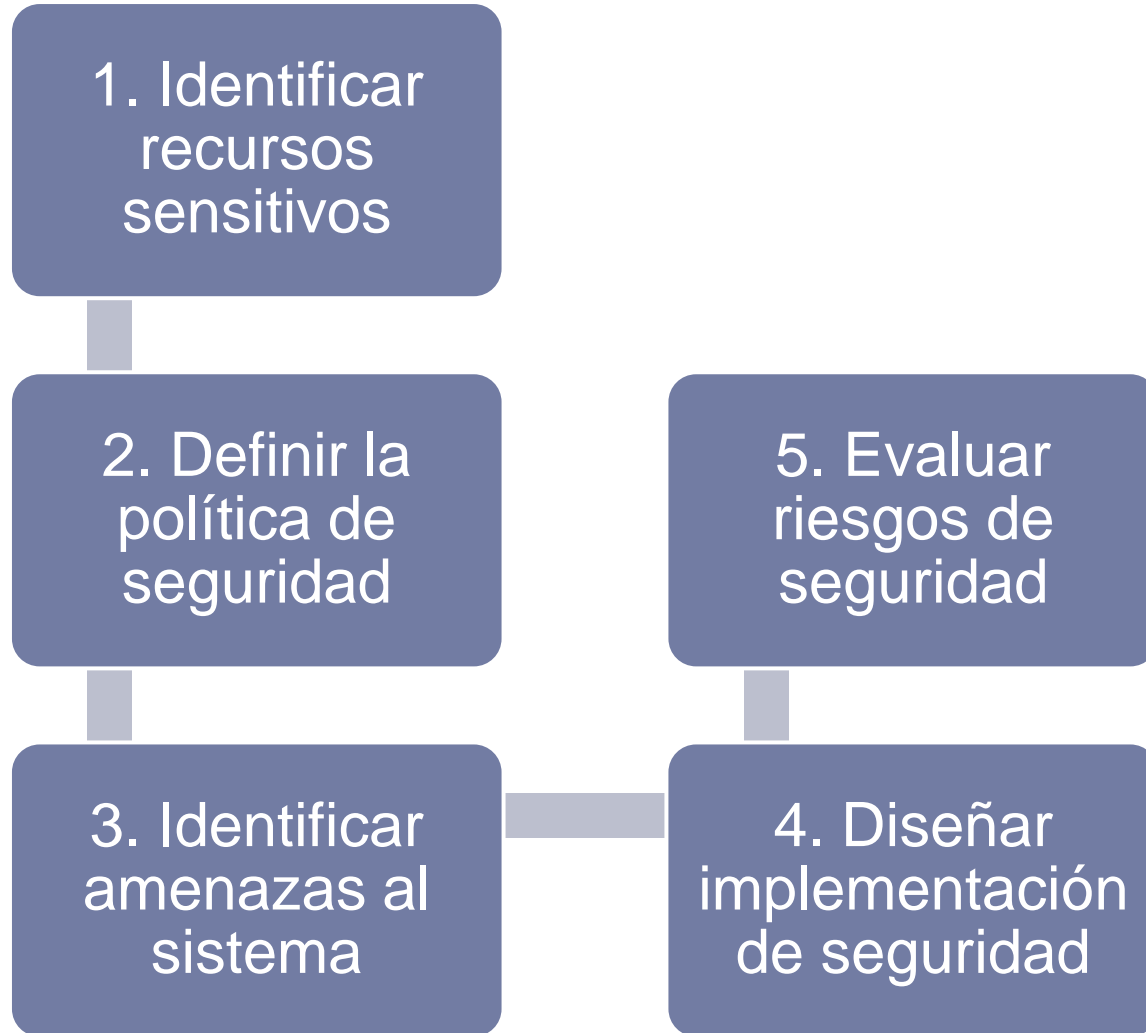 1. Identificar
recursos
sensitivos
2. Definir la
política de
seguridad
3. Identificar
amenazas al
sistema
4. Diseñar
implementación
de seguridad
5. Evaluar
riesgos de
seguridad